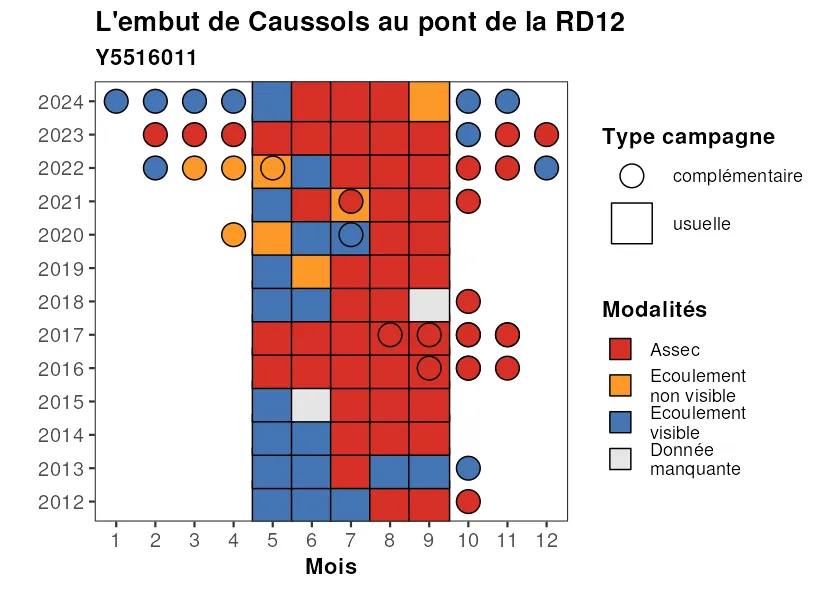 L'embut de Caussols au pont de la RD12
Y5516011
2024
2023
2022
2021
2020
2019
2018
2017
2016
2015
2014
2013
2012
1 2 3 4 5 6 7 8 9 10 11 12
Mois
Type campagne
complémentaire
usuelle
Modalités
Assec
Ecoulement
non visible
Ecoulement
visible
Donnée
manquante